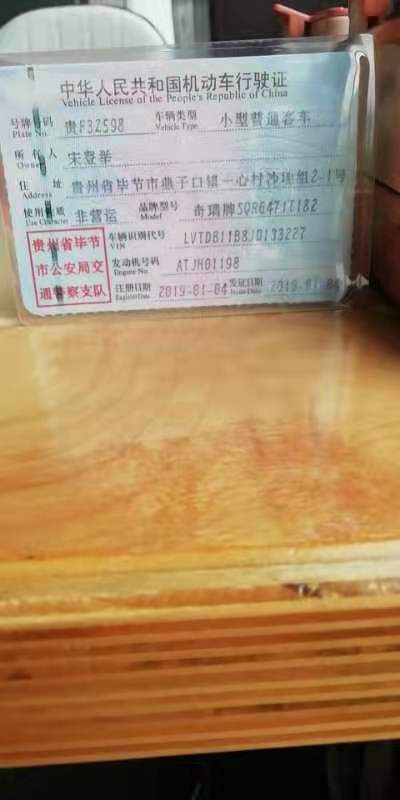 中华人民共和国机动车行驶证
Vehicle License of the People's Republic of China
号牌号码 Plate No. 贵F3Z598 车辆类型 Vehicle Type 小型普通客车
所有人 Owner 宋登举
住址 Address 贵州省毕节市燕子口镇一心村沙坝组2-1号
使用性质 Use Character 非营运 品牌型号 Model 奇瑞牌SQR6471T182
贵州省毕节
市公安局交
通警察支队
车辆识别代号 VIN LVTDB11B8JD133227
发动机号码 Engine No. ATJH01198
注册日期 Register Date 2019-01-04 发证日期 Issue Date 2019-01-04